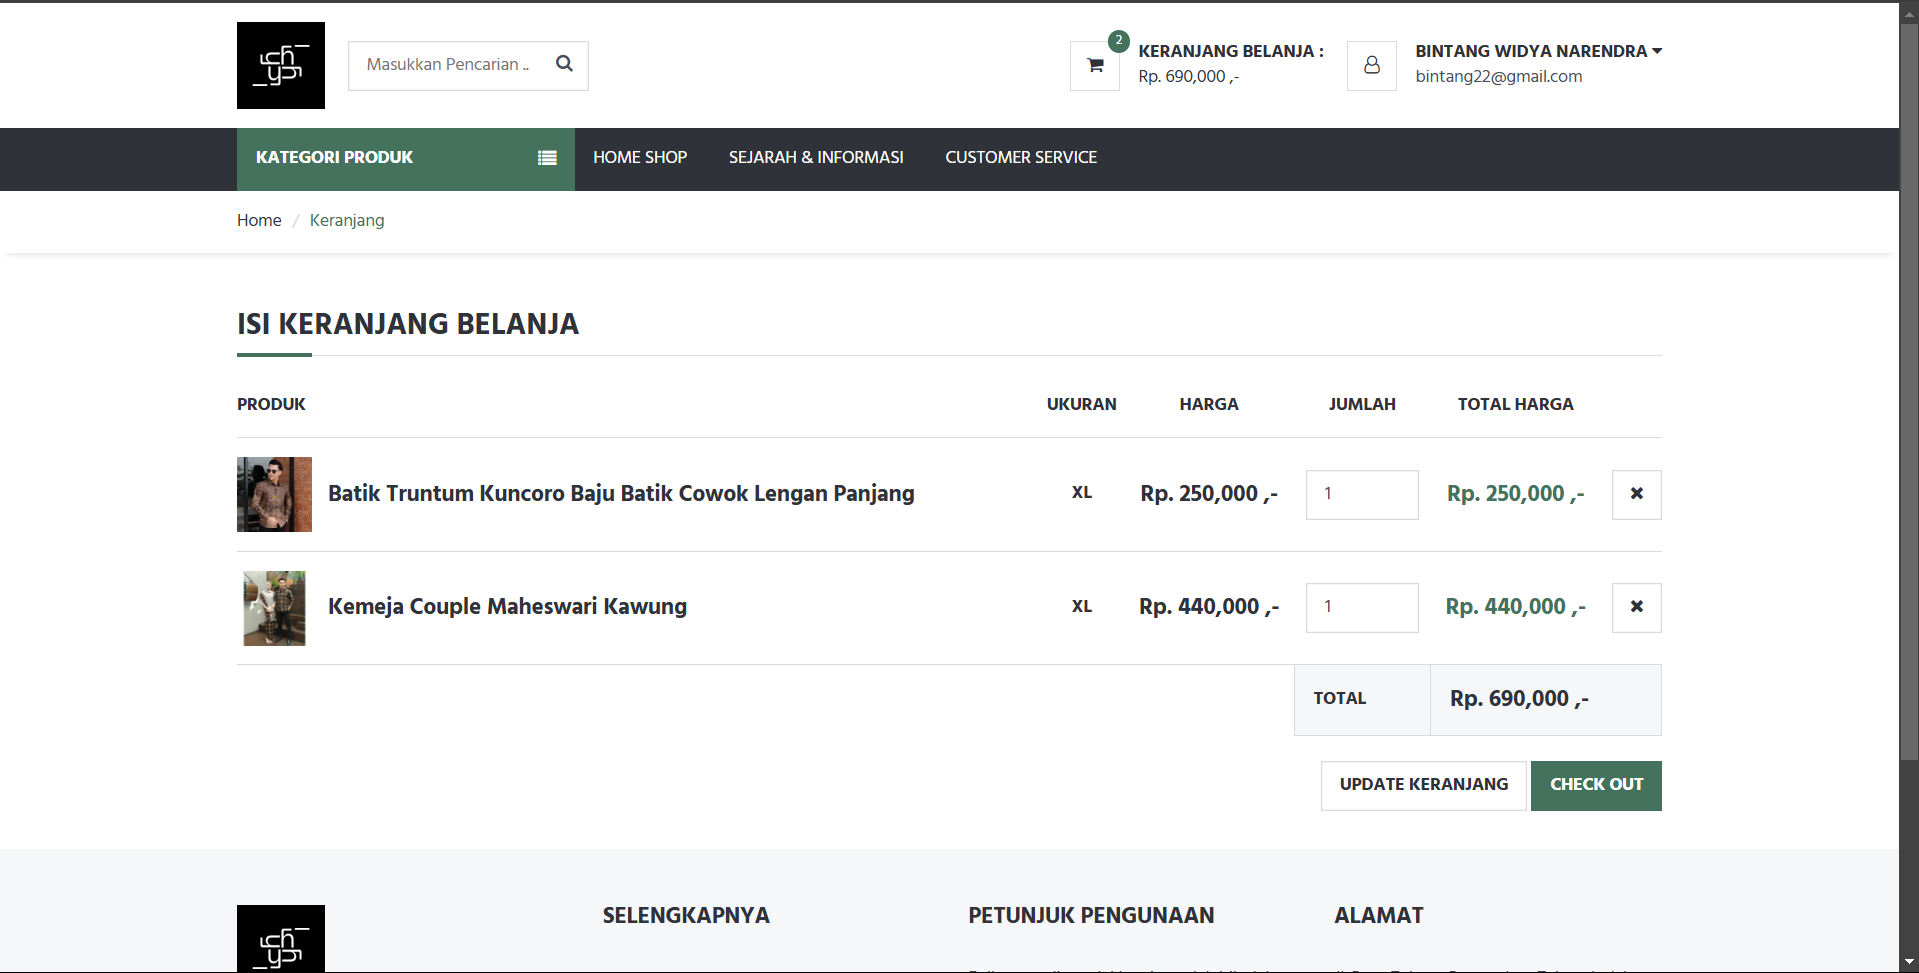 Masukkan Pencarian ..
2
KERANJANG BELANJA :
Rp. 690,000 ,-
BINTANG WIDYA NARENDRA
bintang22@gmail.com
KATEGORI PRODUK
HOME SHOP
SEJARAH & INFORMASI
CUSTOMER SERVICE
Home / Keranjang
ISI KERANJANG BELANJA
PRODUK UKURAN HARGA JUMLAH TOTAL HARGA
Batik Truntum Kuncoro Baju Batik Cowok Lengan Panjang XL Rp. 250,000 ,- 1 Rp. 250,000 ,-
Kemeja Couple Maheswari Kawung XL Rp. 440,000 ,- 1 Rp. 440,000 ,-
TOTAL Rp. 690,000 ,-
UPDATE KERANJANG CHECK OUT
SELENGKAPNYA
PETUNJUK PENGUNAAN
ALAMAT